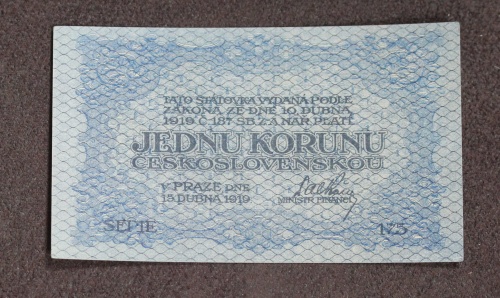 TATO STÁTOVKA VYDANÁ PODLE
ZÁKONA ZE DNE 10. DUBNA
1919 Č 187 SB.Z.A NAŘ. PLATÍ
JEDNU KORUNU
ČESKOSLOVENSKOU
V PRAZE DNE
15. DUBNA 1919
MINISTR FINANCÍ
SERIE 175